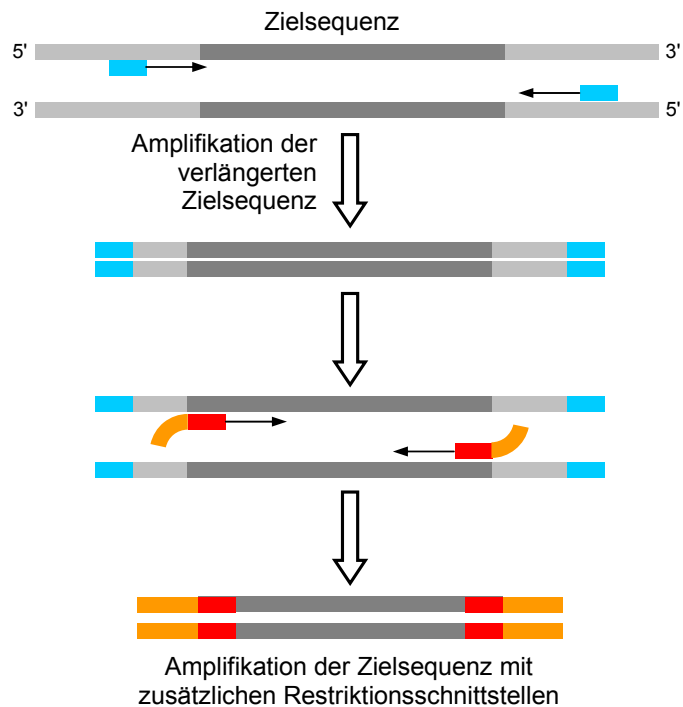 Zielsequenz
5' 3'
3' 5'
Amplifikation der
verlängerten
Zielsequenz
Amplifikation der Zielsequenz mit
zusätzlichen Restriktionsschnittstellen